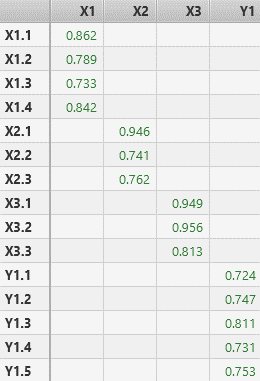 X1 X2 X3 Y1
X1.1 0.862
X1.2 0.789
X1.3 0.733
X1.4 0.842
X2.1 0.946
X2.2 0.741
X2.3 0.762
X3.1 0.949
X3.2 0.956
X3.3 0.813
Y1.1 0.724
Y1.2 0.747
Y1.3 0.811
Y1.4 0.731
Y1.5 0.753